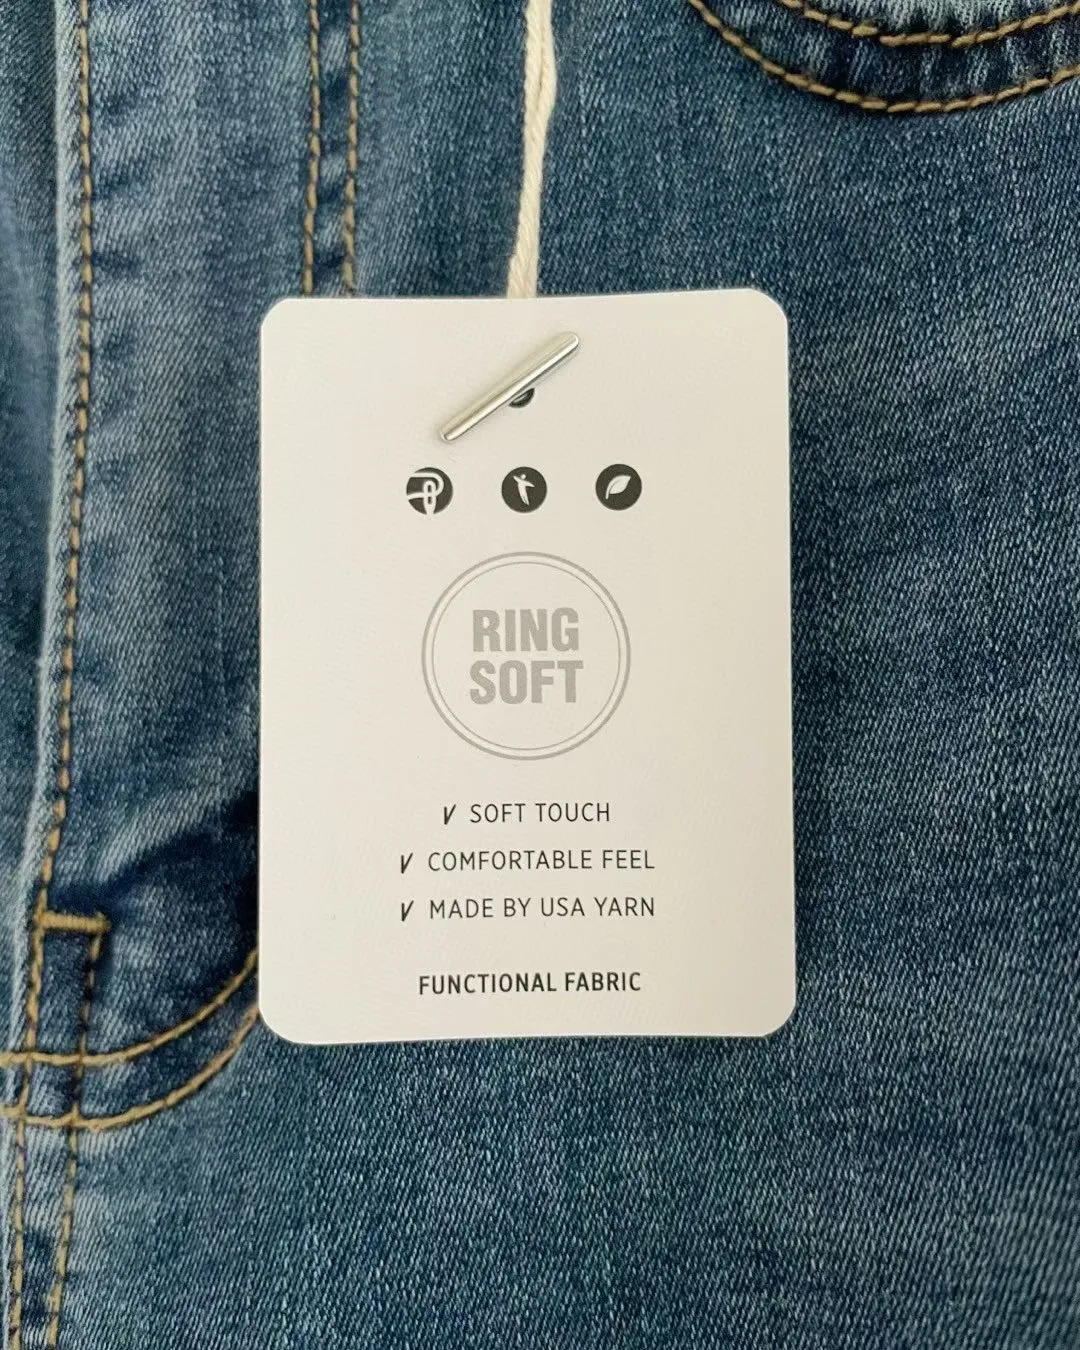 RING
SOFT
✓ SOFT TOUCH
✓ COMFORTABLE FEEL
✓ MADE BY USA YARN
FUNCTIONAL FABRIC